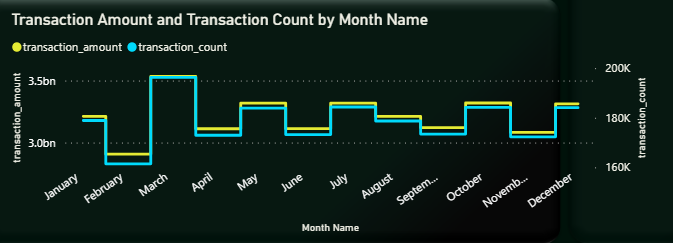 Transaction Amount and Transaction Count by Month Name
transaction_amount transaction_count
transaction_amount
3.5bn
3.0bn
200K
180K
160K
transaction_count
January
February
March
April
May
June
July
August
Septem...
October
Novemb...
December
Month Name